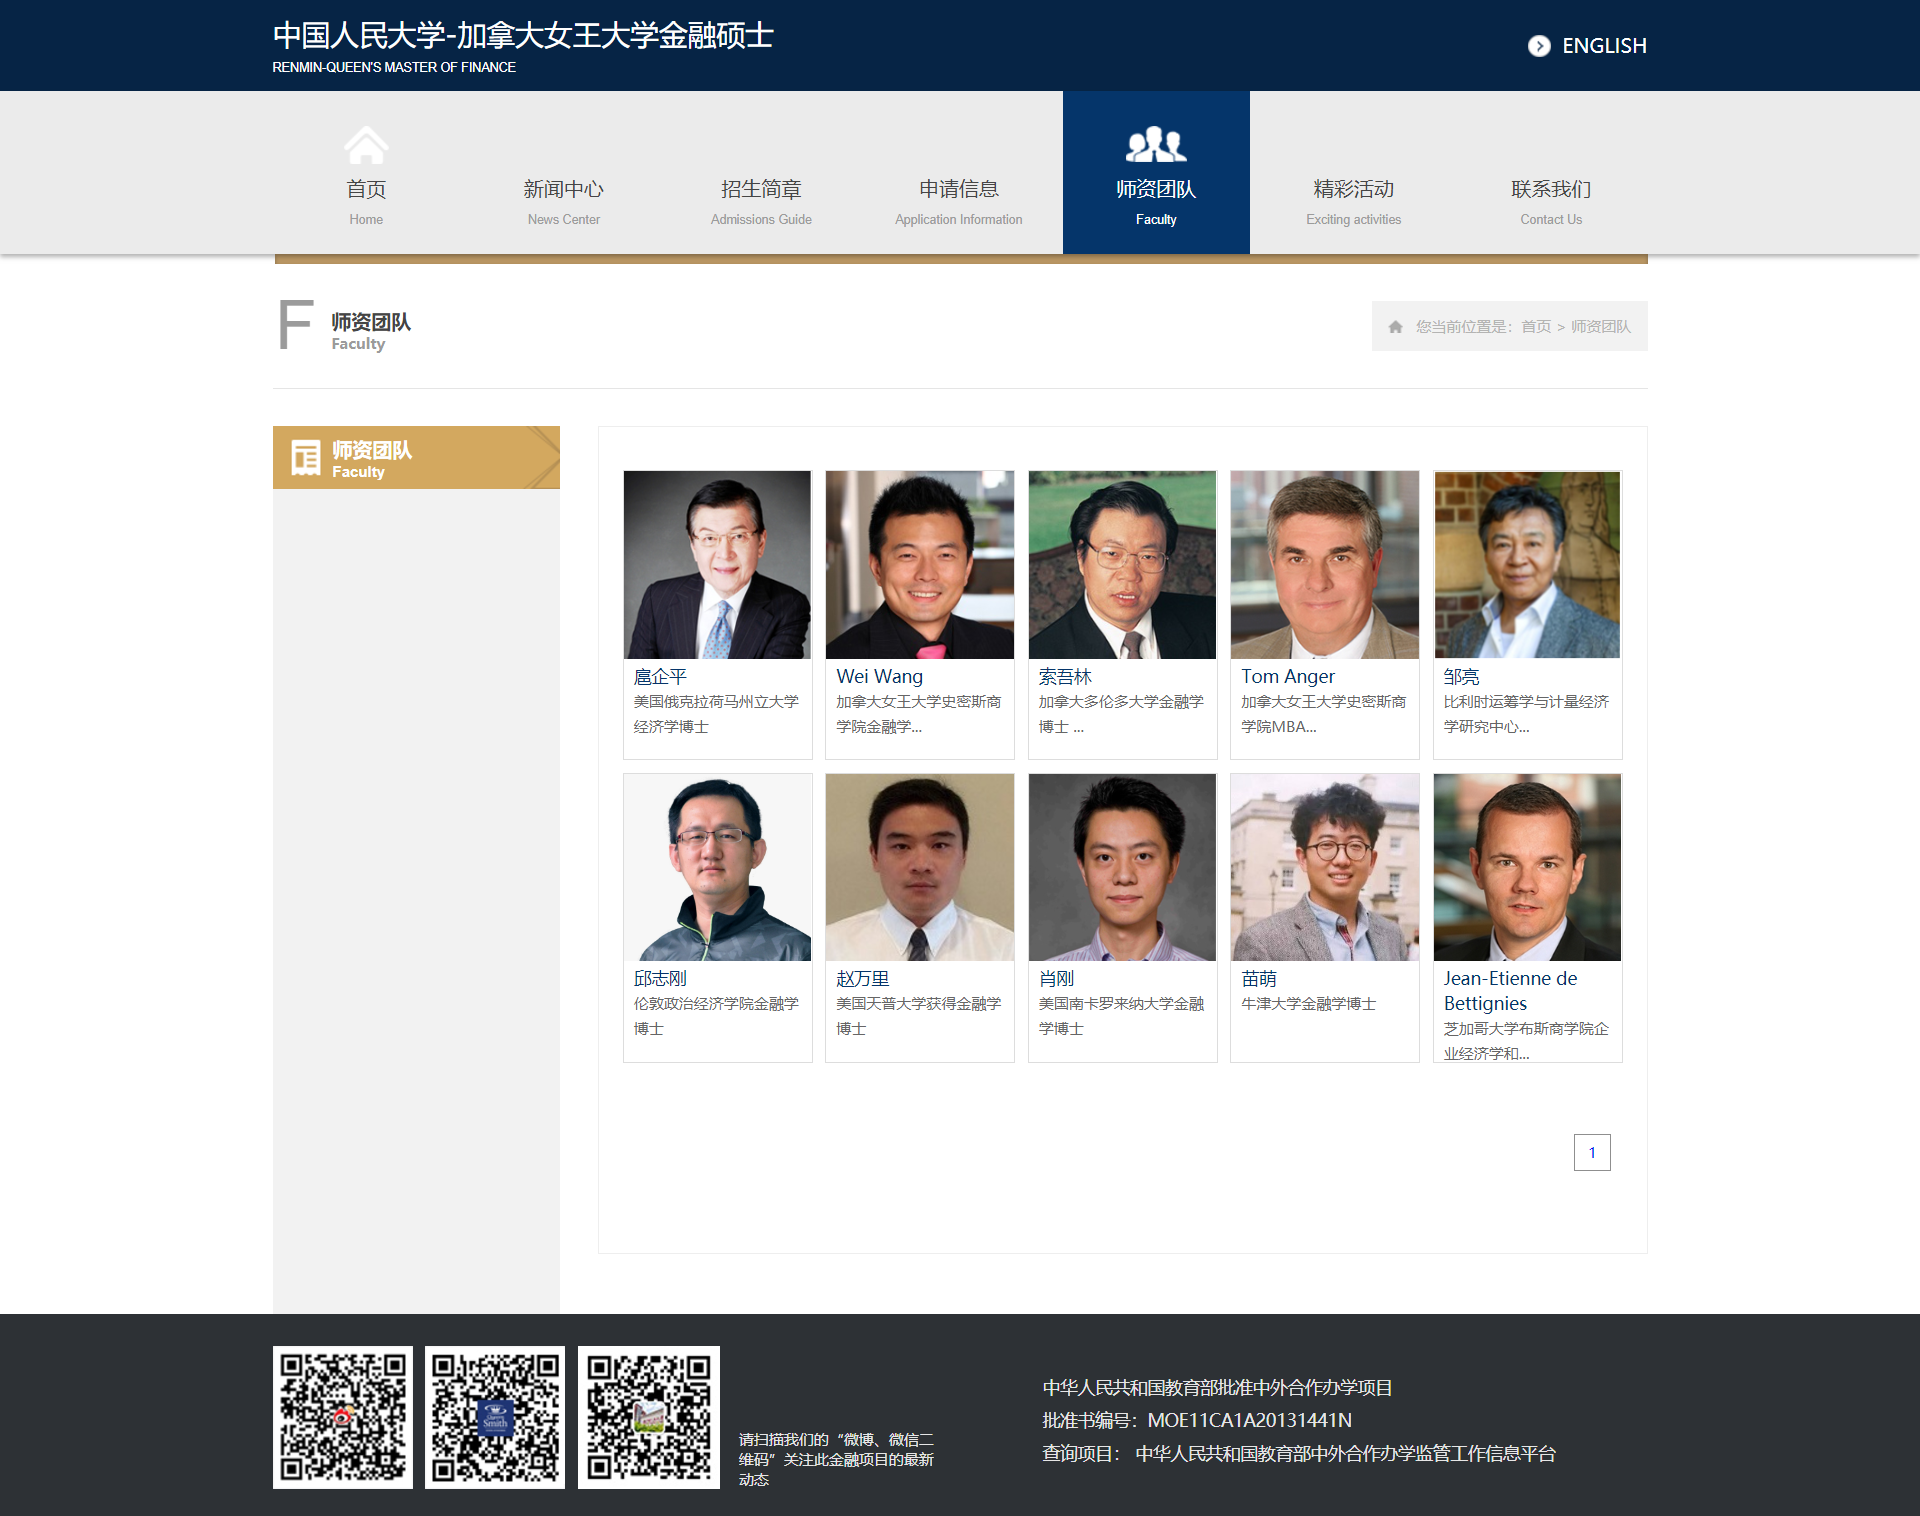 中国人民大学-加拿大女王大学金融硕士
RENMIN-QUEEN'S MASTER OF FINANCE
ENGLISH
首页
Home
新闻中心
News Center
招生简章
Admissions Guide
申请信息
Application Information
师资团队
Faculty
精彩活动
Exciting activities
联系我们
Contact Us
F
师资团队
Faculty
您当前位置是：首页 > 师资团队
师资团队
Faculty
扈企平
美国俄克拉荷马州立大学
经济学博士
Wei Wang
加拿大女王大学史密斯商
学院金融学...
索吾林
加拿大多伦多大学金融学
博士 ...
Tom Anger
加拿大女王大学史密斯商
学院MBA...
邹亮
比利时运筹学与计量经济
学研究中心...
邱志刚
伦敦政治经济学院金融学
博士
赵万里
美国天普大学获得金融学
博士
肖刚
美国南卡罗来纳大学金融
学博士
苗萌
牛津大学金融学博士
Jean-Etienne de
Bettignies
芝加哥大学布斯商学院企
业经济学和...
1
Smith
请扫描我们的“微博、微信二
维码”关注此金融项目的最新
动态
中华人民共和国教育部批准中外合作办学项目
批准书编号：MOE11CA1A20131441N
查询项目： 中华人民共和国教育部中外合作办学监管工作信息平台